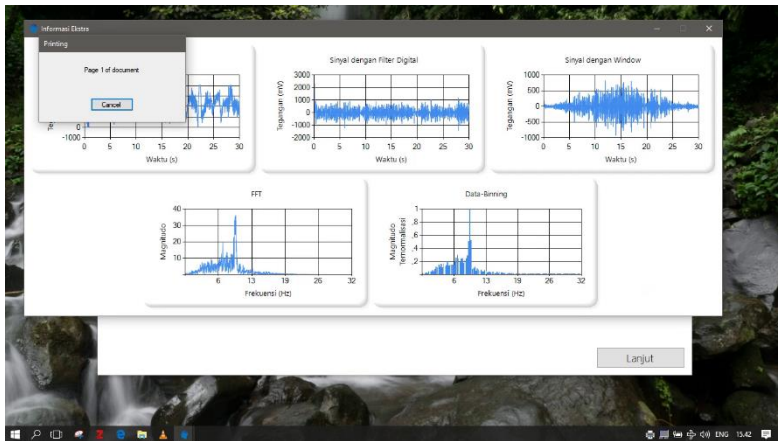 Informasi Ekstra
Printing
Page 1 of document
Cancel
0
-1000
0 5 10 15 20 25 30
Waktu (s)
Sinyal dengan Filter Digital
Tegangan (mV)
3000
2000
1000
0
-1000
-2000
0 5 10 15 20 25 30
Waktu (s)
Sinyal dengan Window
Tegangan (mV)
1000
500
0
-500
-1000
0 5 10 15 20 25 30
Waktu (s)
FFT
Magnitudo
40
30
20
10
6 13 19 26 32
Frekuensi (Hz)
Data-Binning
Magnitudo
Ternormalisasi
1
.8
.6
.4
.2
6 13 19 26 32
Frekuensi (Hz)
Lanjut
ENG 15.42